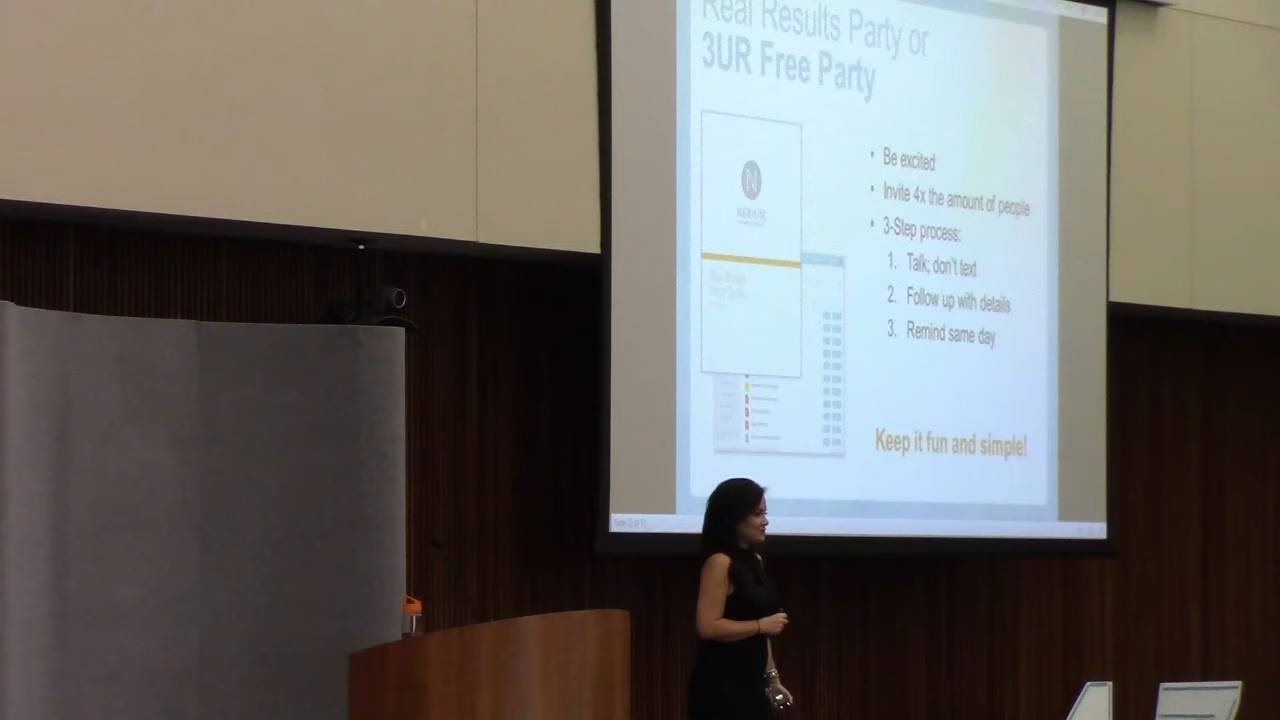 Real Results Party or
3UR Free Party
N
NERIUM
• Be excited
• Invite 4x the amount of people
• 3-Step process:
1. Talk; don't text
2. Follow up with details
3. Remind same day
Keep it fun and simple!